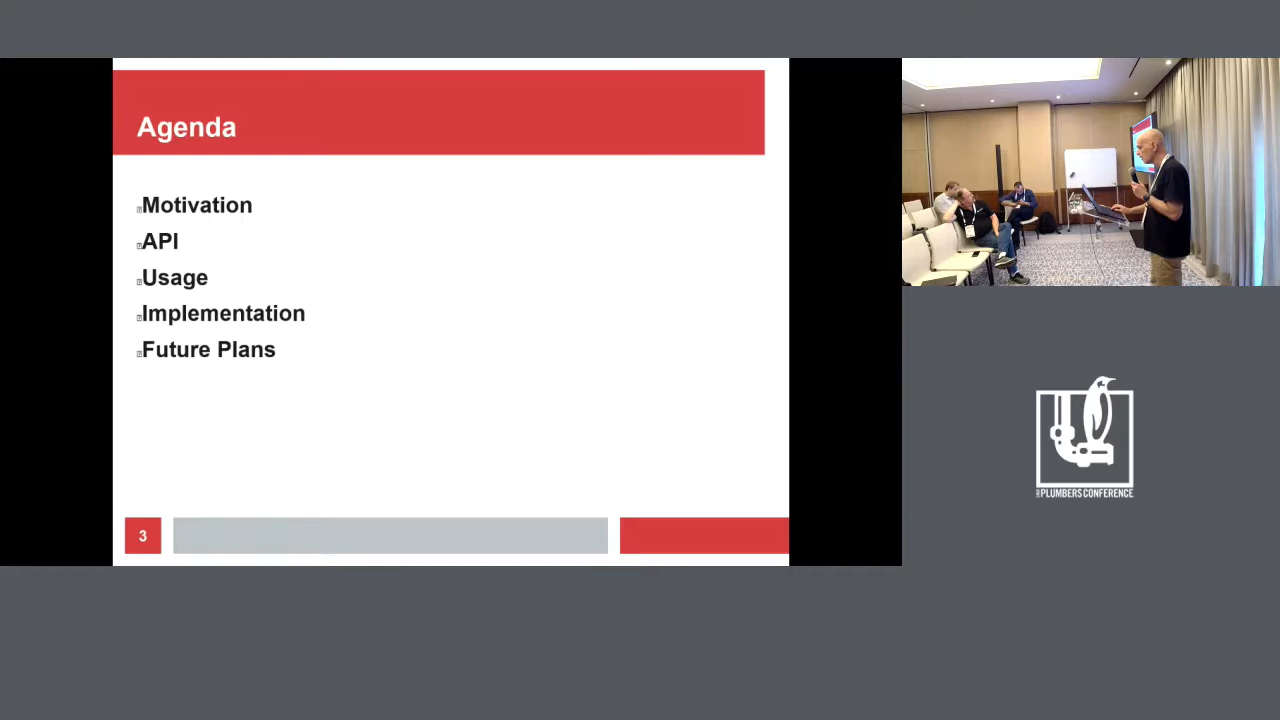 Agenda
Motivation
API
Usage
Implementation
Future Plans
3
PLUMBERS CONFERENCE